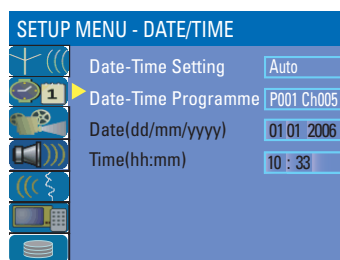 SETUP MENU - DATE/TIME
Date-Time Setting Auto
1 Date-Time Programme P001 Ch005
Date(dd/mm/yyyy) 01 01 2006
Time(hh:mm) 10 : 33